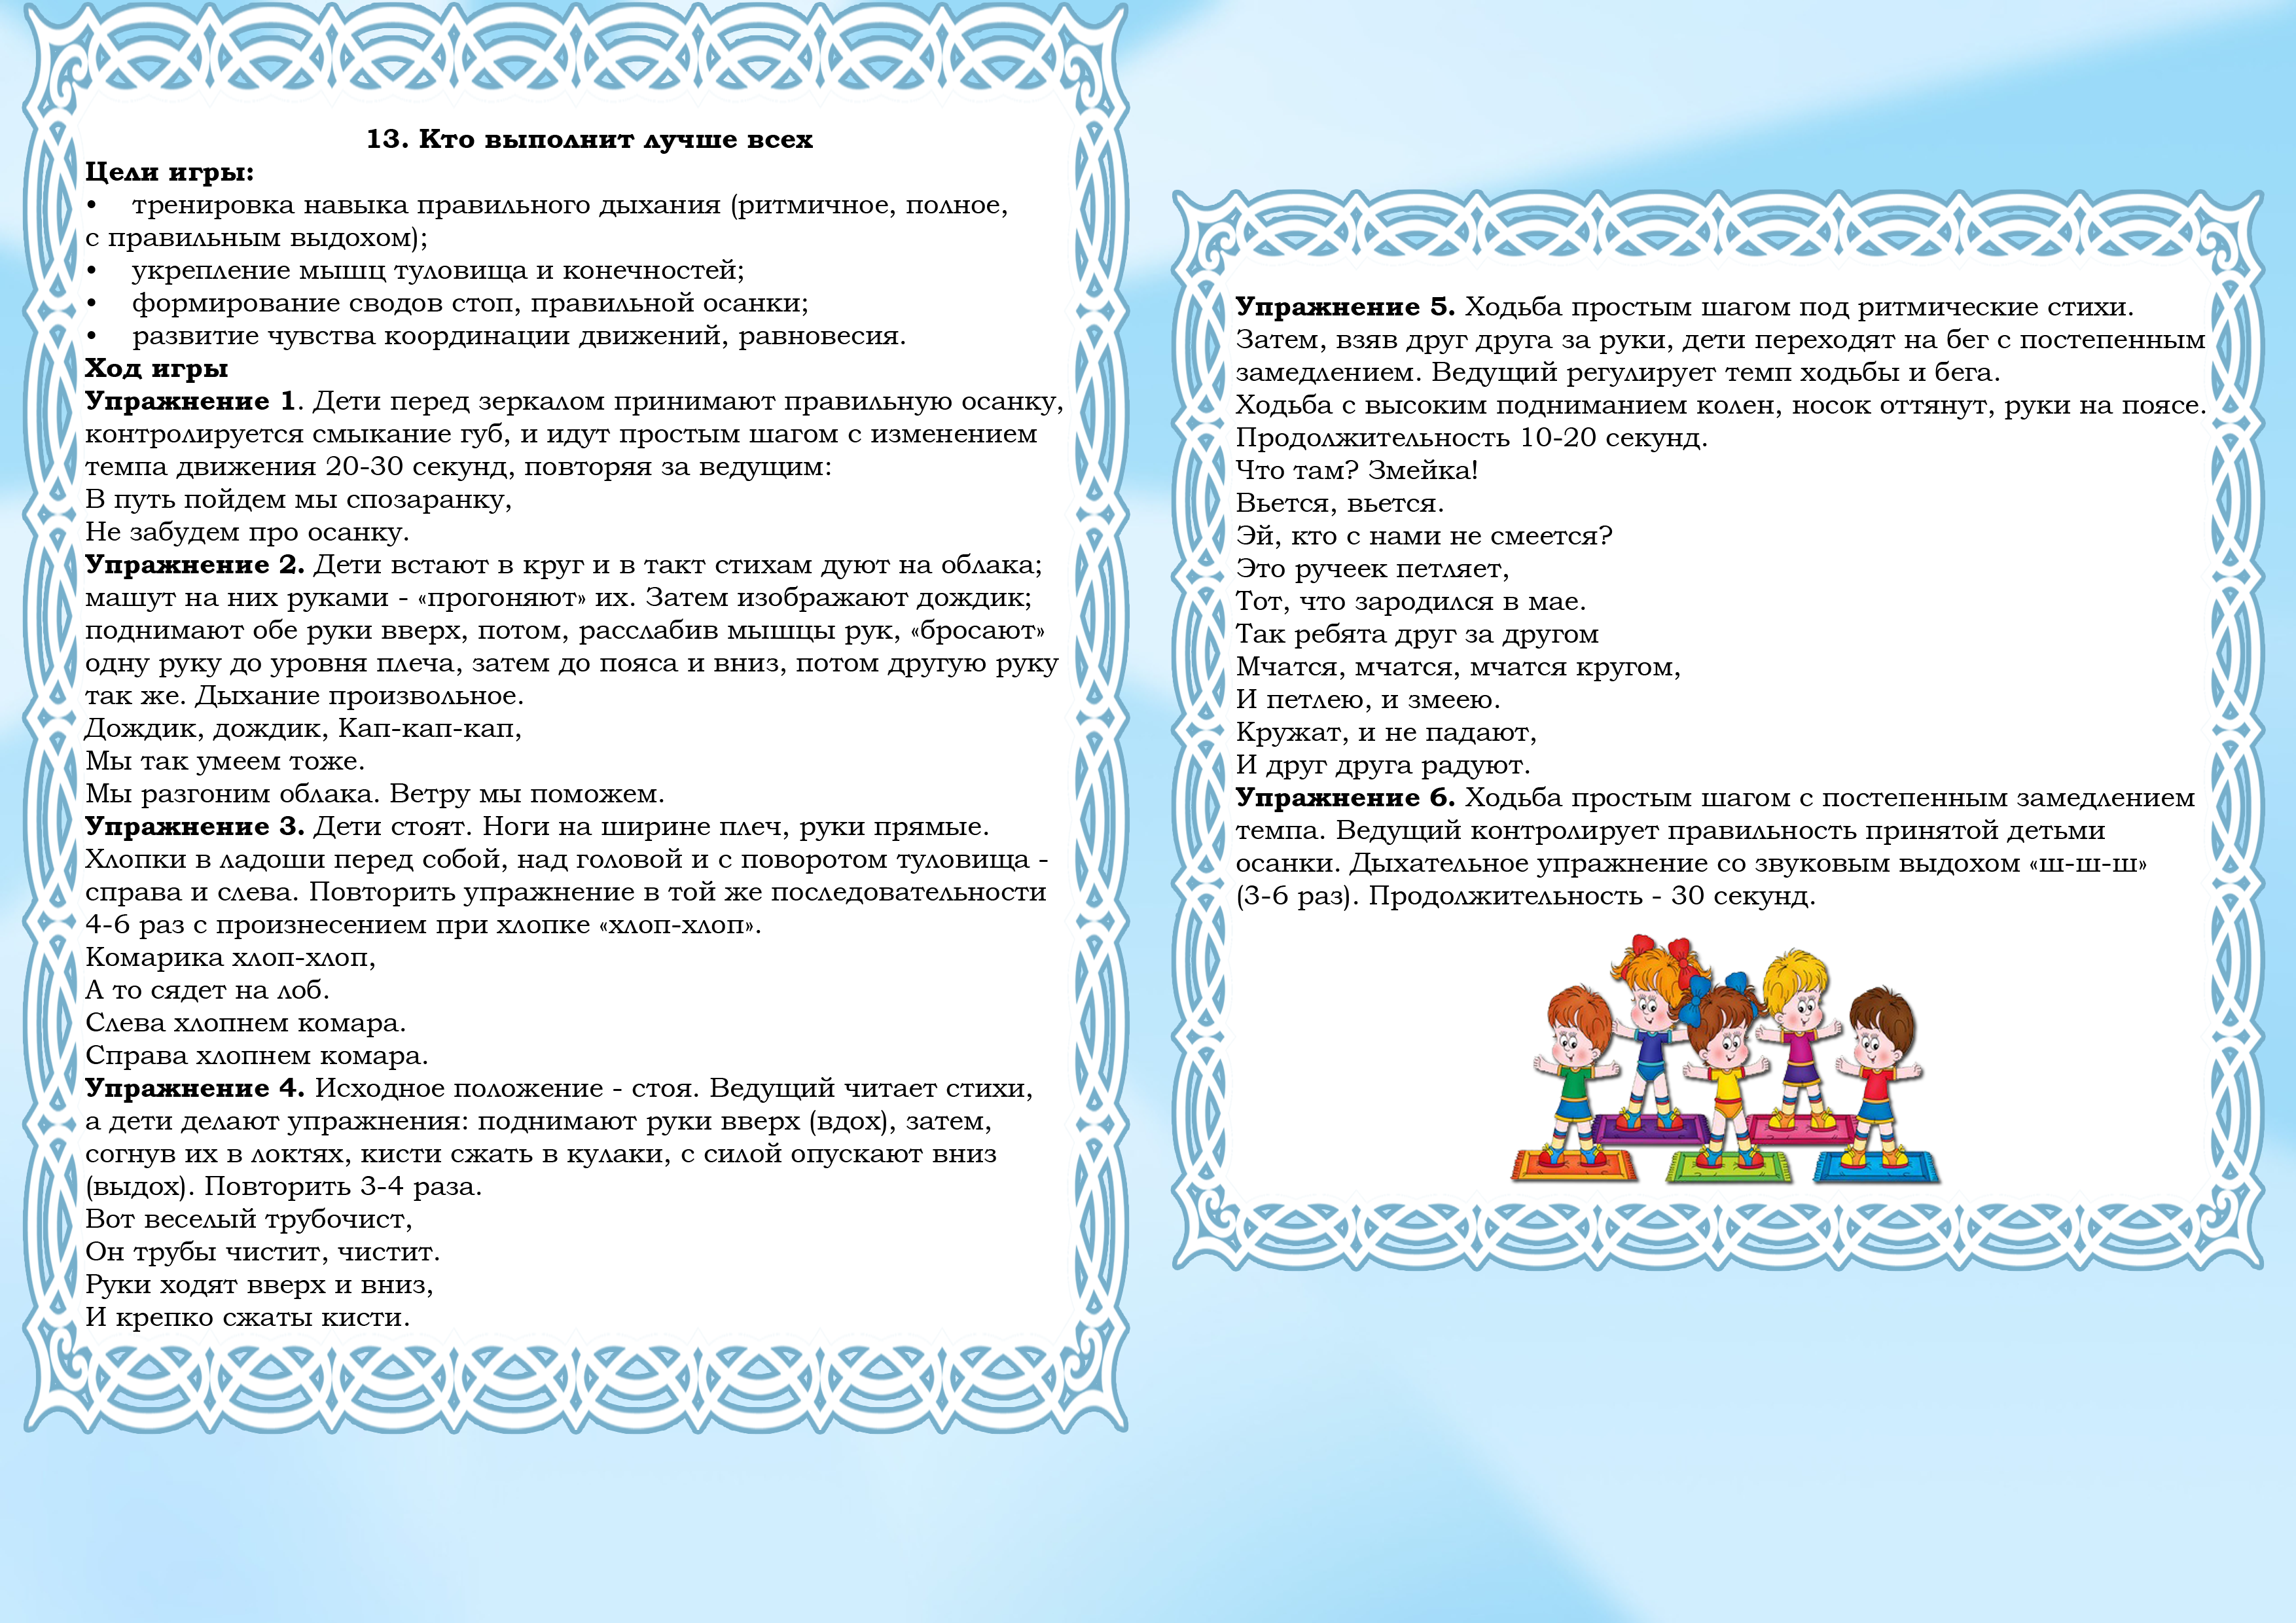 13. Кто выполнит лучше всех
Цели игры:
• тренировка навыка правильного дыхания (ритмичное, полное,
с правильным выдохом);
• укрепление мышц туловища и конечностей;
• формирование сводов стоп, правильной осанки;
• развитие чувства координации движений, равновесия.
Ход игры
Упражнение 1. Дети перед зеркалом принимают правильную осанку,
контролируется смыкание губ, и идут простым шагом с изменением
темпа движения 20-30 секунд, повторяя за ведущим:
В путь пойдем мы спозаранку,
Не забудем про осанку.
Упражнение 2. Дети встают в круг и в такт стихам дуют на облака;
машут на них руками - «прогоняют» их. Затем изображают дождик;
поднимают обе руки вверх, потом, расслабив мышцы рук, «бросают»
одну руку до уровня плеча, затем до пояса и вниз, потом другую руку
так же. Дыхание произвольное.
Дождик, дождик, Кап-кап-кап,
Мы так умеем тоже.
Мы разгоним облака. Ветру мы поможем.
Упражнение 3. Дети стоят. Ноги на ширине плеч, руки прямые.
Хлопки в ладоши перед собой, над головой и с поворотом туловища -
справа и слева. Повторить упражнение в той же последовательности
4-6 раз с произнесением при хлопке «хлоп-хлоп».
Комарика хлоп-хлоп,
А то сядет на лоб.
Слева хлопнем комара.
Справа хлопнем комара.
Упражнение 4. Исходное положение - стоя. Ведущий читает стихи,
а дети делают упражнения: поднимают руки вверх (вдох), затем,
согнув их в локтях, кисти сжать в кулаки, с силой опускают вниз
(выдох). Повторить 3-4 раза.
Вот веселый трубочист,
Он трубы чистит, чистит.
Руки ходят вверх и вниз,
И крепко сжаты кисти.
Упражнение 5. Ходьба простым шагом под ритмические стихи.
Затем, взяв друг друга за руки, дети переходят на бег с постепенным
замедлением. Ведущий регулирует темп ходьбы и бега.
Ходьба с высоким подниманием колен, носок оттянут, руки на поясе.
Продолжительность 10-20 секунд.
Что там? Змейка!
Вьется, вьется.
Эй, кто с нами не смеется?
Это ручеек петляет,
Тот, что зародился в мае.
Так ребята друг за другом
Мчатся, мчатся, мчатся кругом,
И петлею, и змеею.
Кружат, и не падают,
И друг друга радуют.
Упражнение 6. Ходьба простым шагом с постепенным замедлением
темпа. Ведущий контролирует правильность принятой детьми
осанки. Дыхательное упражнение со звуковым выдохом «ш-ш-ш»
(3-6 раз). Продолжительность - 30 секунд.